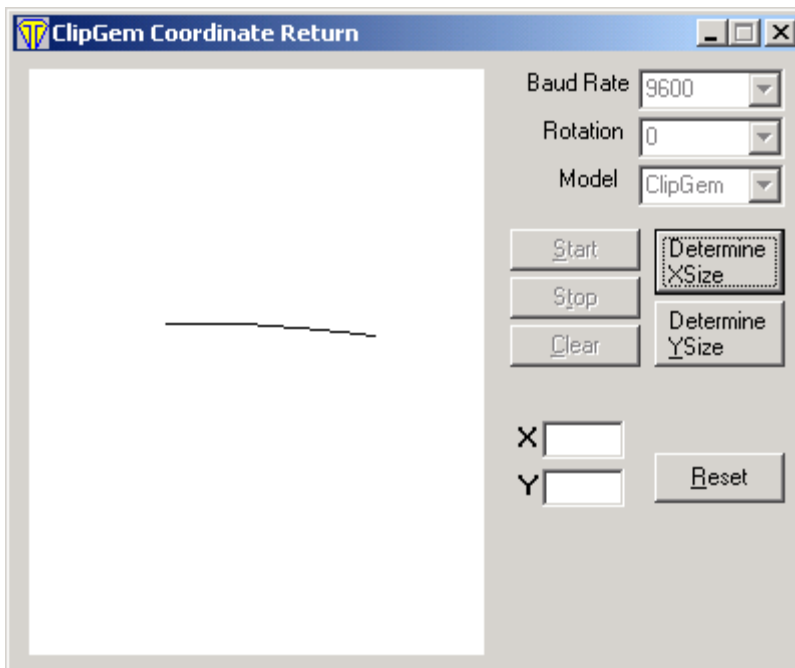 ClipGem Coordinate Return
Baud Rate 9600
Rotation 0
Model ClipGem
Start
Determine
XSize
Stop
Determine
YSize
Clear
X
Y
Reset